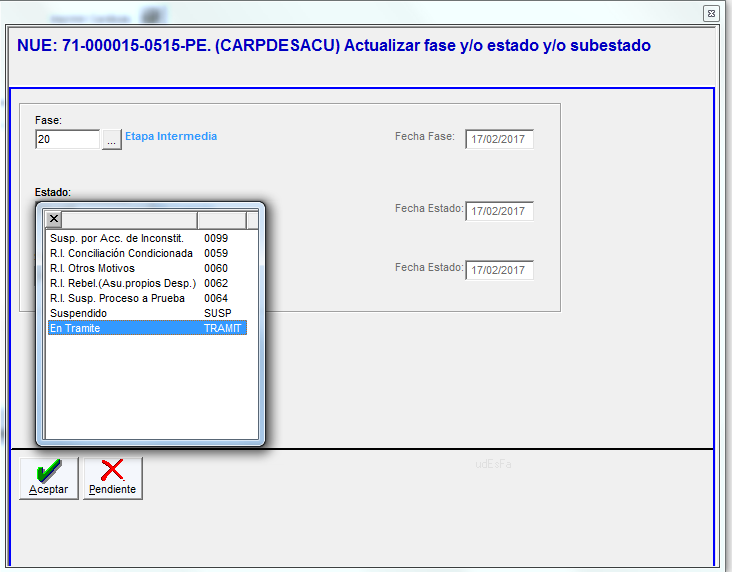 NUE: 71-000015-0515-PE. (CARPDESACU) Actualizar fase y/o estado y/o subestado
Fase:
20 ... Etapa Intermedia Fecha Fase: 17/02/2017
Estado:
Fecha Estado: 17/02/2017
Susp. por Acc. de Inconstit. 0099
R.I. Conciliación Condicionada 0059
R.I. Otros Motivos 0060
Fecha Estado: 17/02/2017
R.I. Rebel.(Asu.propios Desp.) 0062
R.I. Susp. Proceso a Prueba 0064
Suspendido SUSP
En Tramite TRAMIT
udEsFa
Aceptar Pendiente